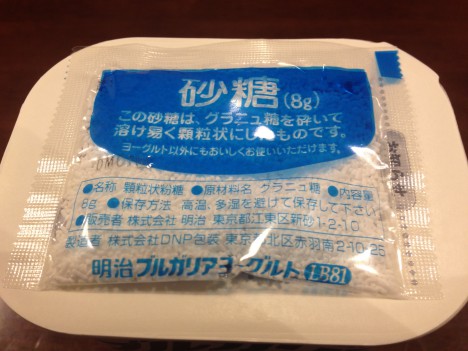 砂糖(8g)
この砂糖は、グラニュ糖を砕いて
溶け易く顆粒状にしたものです。
ヨーグルト以外にもおいしくお使いいただけます。
●名称 顆粒状粉糖 ●原材料名 グラニュ糖 ●内容量
8g ●保存方法 高温、多湿を避けて保存して下さい
●販売者 株式会社 明治 東京都江東区新砂1-2-10
製造者 株式会社DNP包装 東京都北区赤羽南2-10-26
明治ブルガリアヨーグルト LB81